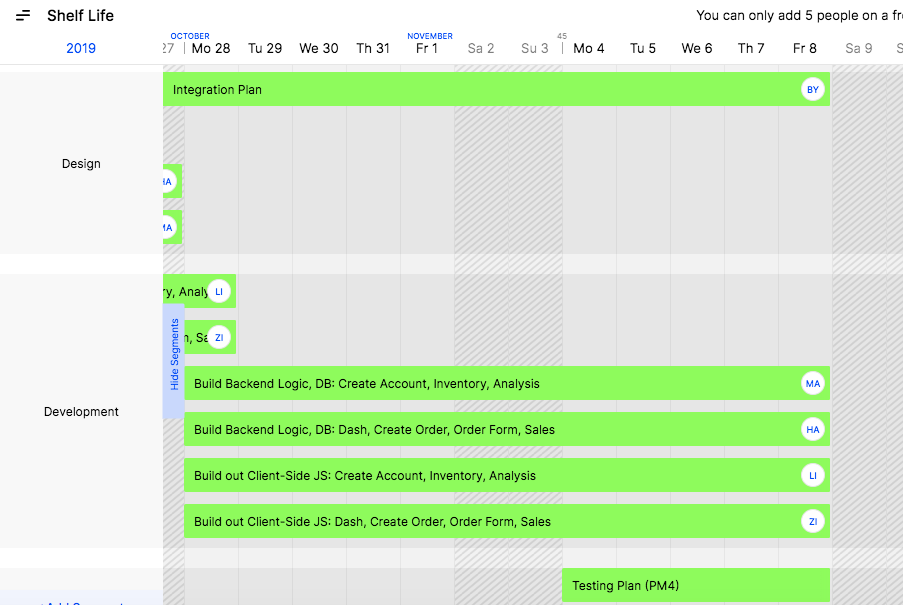 Shelf Life
You can only add 5 people on a fr
2019
OCTOBER
NOVEMBER
45
27 Mo 28 Tu 29 We 30 Th 31 Fr 1 Sa 2 Su 3 Mo 4 Tu 5 We 6 Th 7 Fr 8 Sa 9 S
Integration Plan BY
Design
HA
MA
ry, Analy LI
m, Sa ZI
Hide Segments
Build Backend Logic, DB: Create Account, Inventory, Analysis MA
Development
Build Backend Logic, DB: Dash, Create Order, Order Form, Sales HA
Build out Client-Side JS: Create Account, Inventory, Analysis LI
Build out Client-Side JS: Dash, Create Order, Order Form, Sales ZI
Testing Plan (PM4)